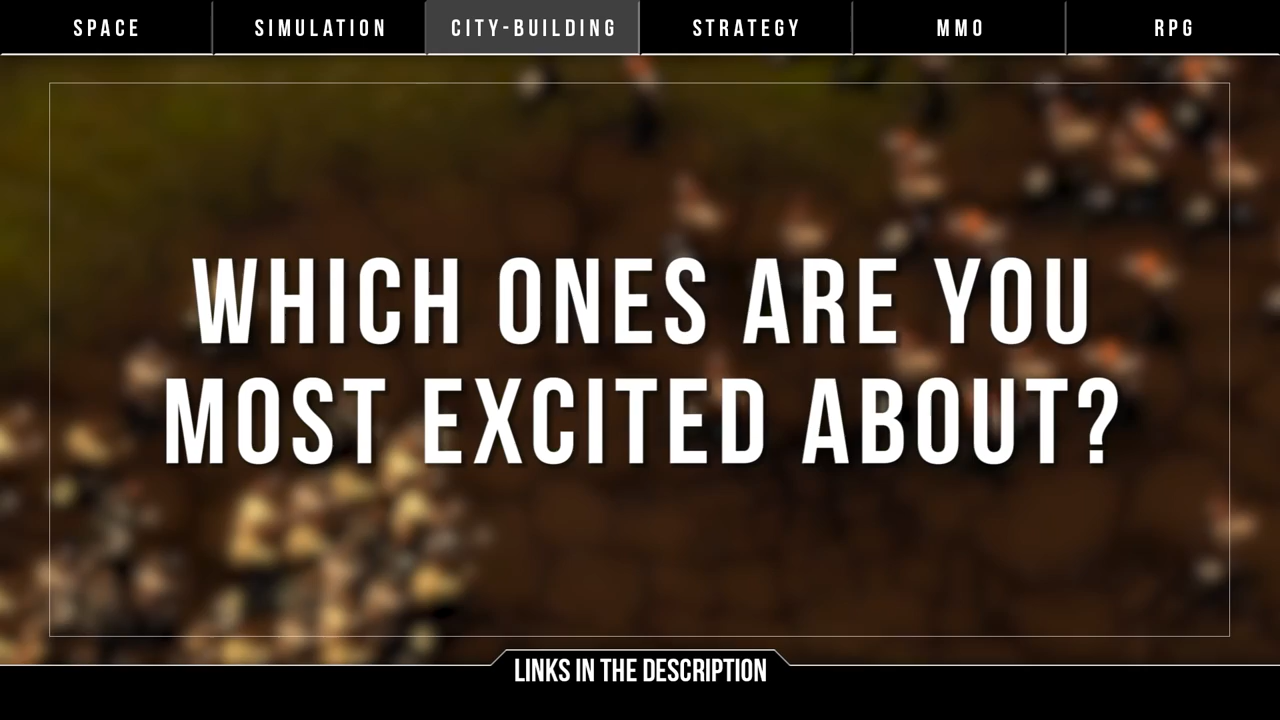 SPACE SIMULATION CITY-BUILDING STRATEGY MMO RPG
WHICH ONES ARE YOU
MOST EXCITED ABOUT?
LINKS IN THE DESCRIPTION